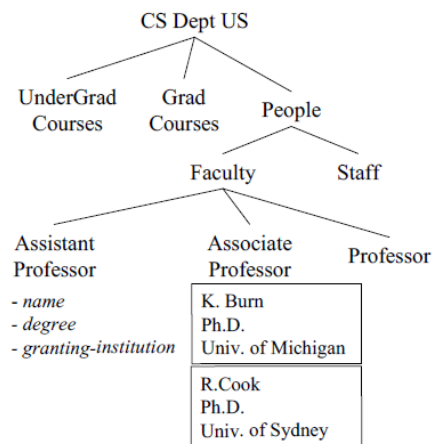 CS Dept US
UnderGrad
Courses
Grad
Courses
People
Faculty
Staff
Assistant
Professor
Associate
Professor
Professor
- name
- degree
- granting-institution
K. Burn
Ph.D.
Univ. of Michigan
R.Cook
Ph.D.
Univ. of Sydney